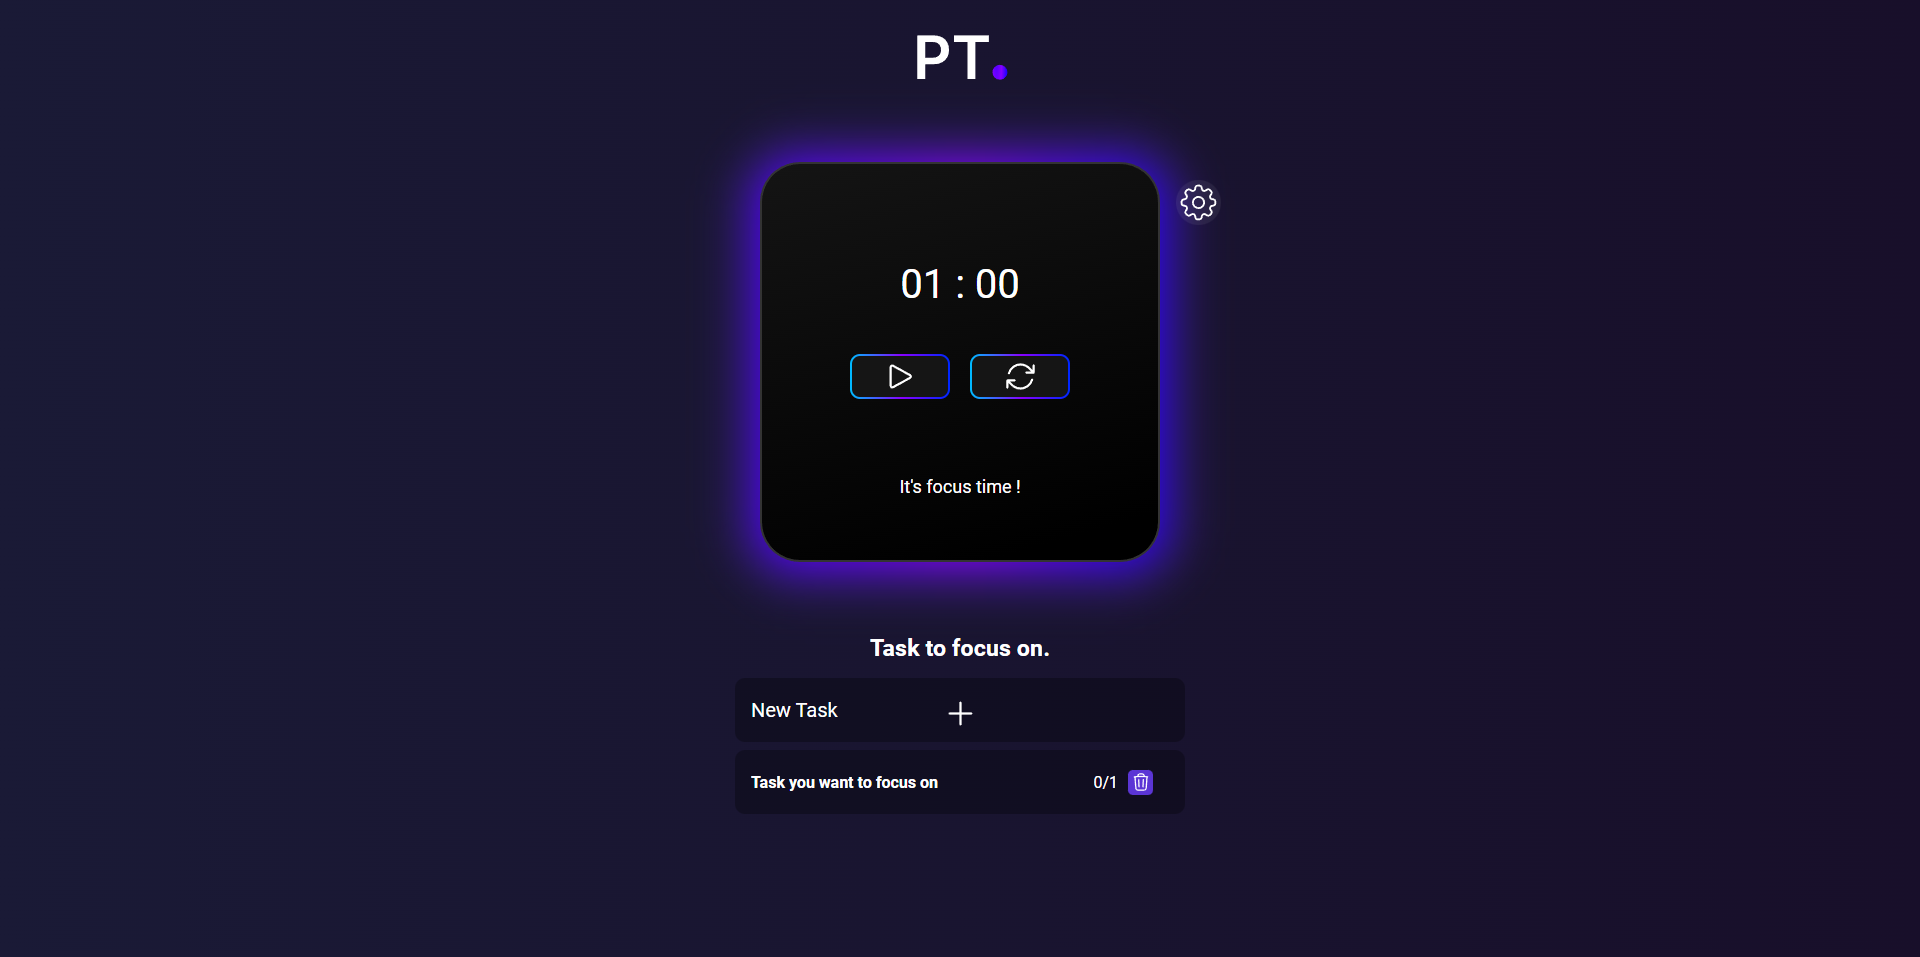 PT.
01 : 00
It's focus time !
Task to focus on.
New Task
Task you want to focus on 0/1